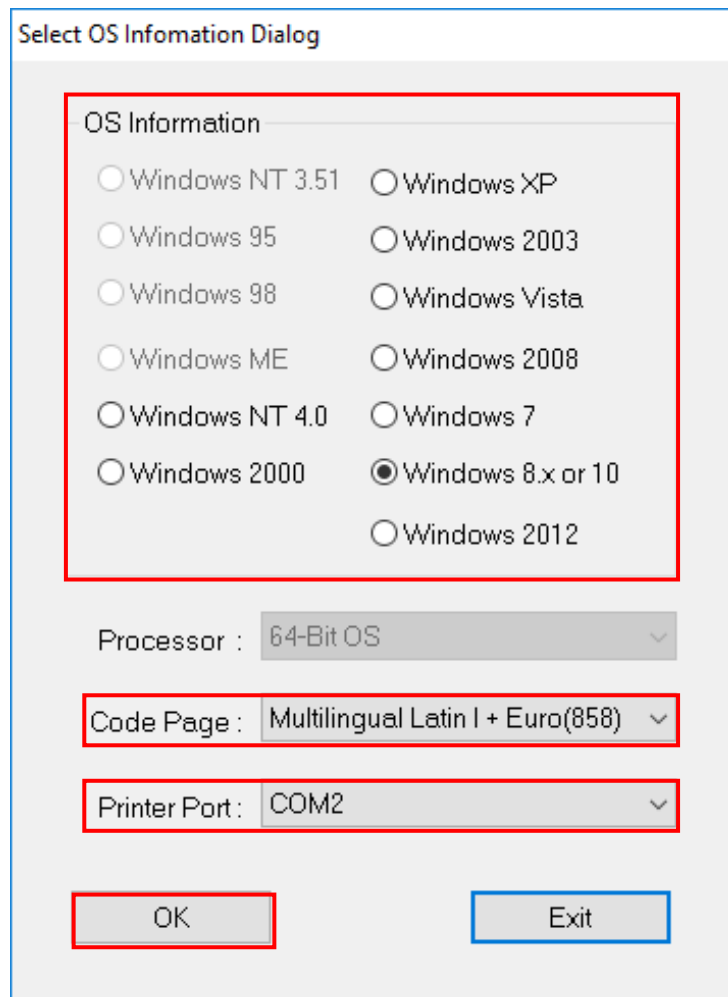 Select OS Infomation Dialog
OS Information
Windows NT 3.51
Windows XP
Windows 95
Windows 2003
Windows 98
Windows Vista
Windows ME
Windows 2008
Windows NT 4.0
Windows 7
Windows 2000
Windows 8.x or 10
Windows 2012
Processor : 64-Bit OS
Code Page : Multilingual Latin I + Euro(858)
Printer Port : COM2
OK
Exit